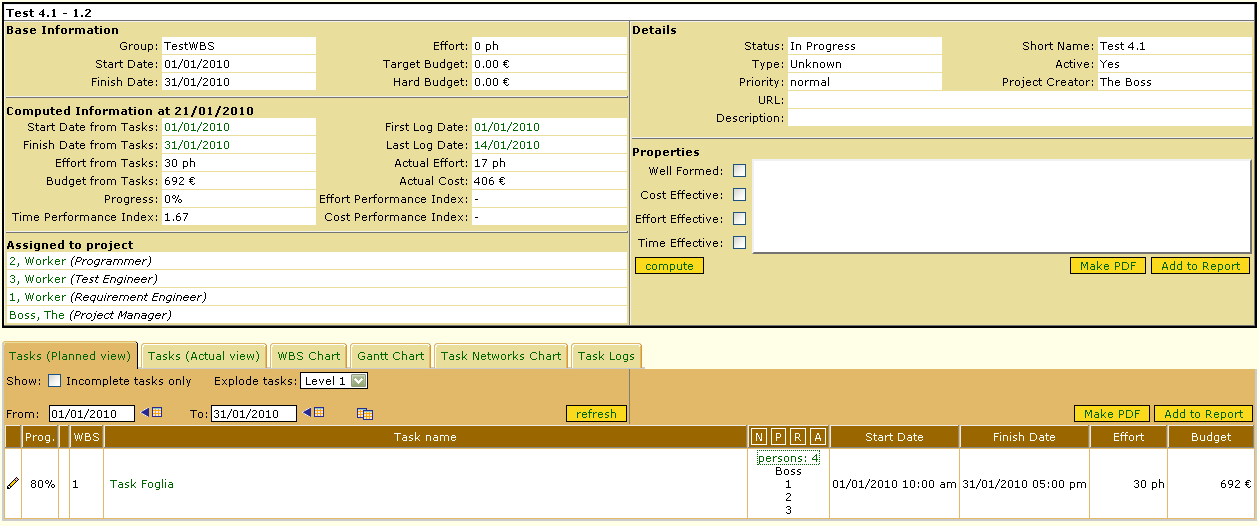 Test 4.1 - 1.2
Base Information
Group: TestWBS Effort: 0 ph
Start Date: 01/01/2010 Target Budget: 0.00 €
Finish Date: 31/01/2010 Hard Budget: 0.00 €
Computed Information at 21/01/2010
Start Date from Tasks: 01/01/2010 First Log Date: 01/01/2010
Finish Date from Tasks: 31/01/2010 Last Log Date: 14/01/2010
Effort from Tasks: 30 ph Actual Effort: 17 ph
Budget from Tasks: 692 € Actual Cost: 406 €
Progress: 0% Effort Performance Index: -
Time Performance Index: 1.67 Cost Performance Index: -
Assigned to project
2, Worker (Programmer)
3, Worker (Test Engineer)
1, Worker (Requirement Engineer)
Boss, The (Project Manager)
Details
Status: In Progress Short Name: Test 4.1
Type: Unknown Active: Yes
Priority: normal Project Creator: The Boss
URL:
Description:
Properties
Well Formed:
Cost Effective:
Effort Effective:
Time Effective:
compute Make PDF Add to Report
Tasks (Planned view) Tasks (Actual view) WBS Chart Gantt Chart Task Networks Chart Task Logs
Show: Incomplete tasks only Explode tasks: Level 1
From: 01/01/2010 To: 31/01/2010 refresh Make PDF Add to Report
Prog. WBS Task name N P R A Start Date Finish Date Effort Budget
persons: 4
Boss
1
80% 1 Task Foglia 01/01/2010 10:00 am 31/01/2010 05:00 pm 30 ph 692 €
2
3